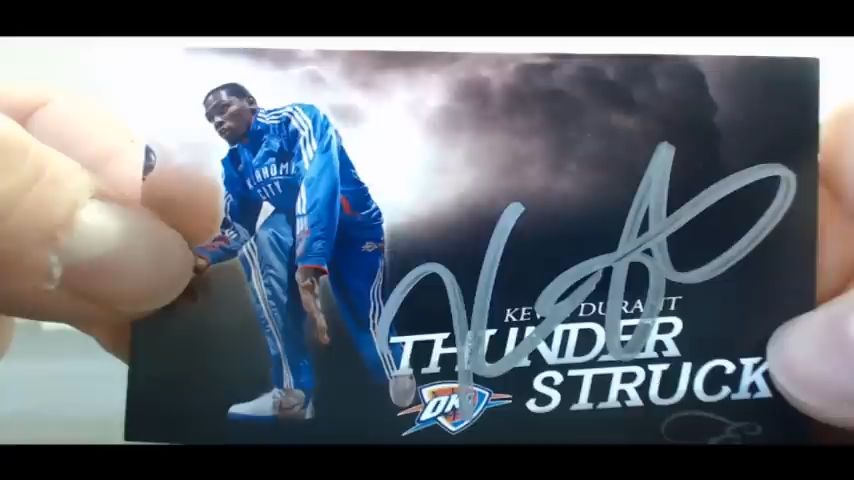 OKLAHOMA
CITY
KEVIN DURANT
THUNDER
STRUCK
OKC